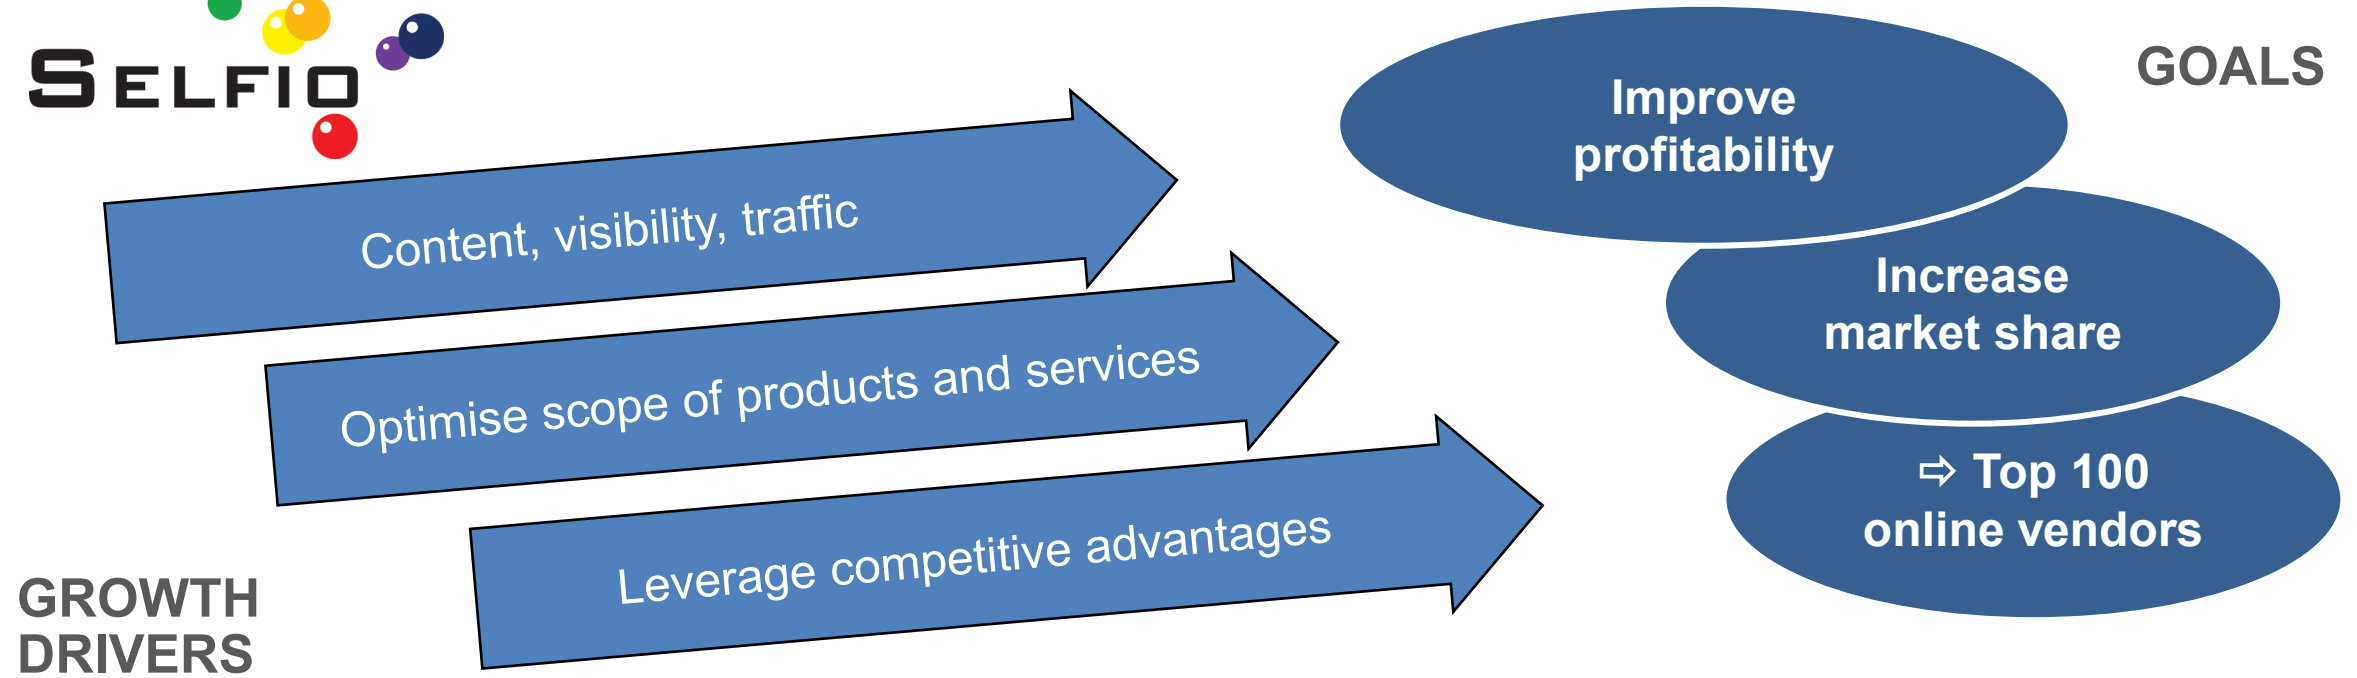 SELFIO
GOALS
Content, visibility, traffic
Optimise scope of products and services
Leverage competitive advantages
GROWTH
DRIVERS
Improve
profitability
Increase
market share
⇨ Top 100
online vendors